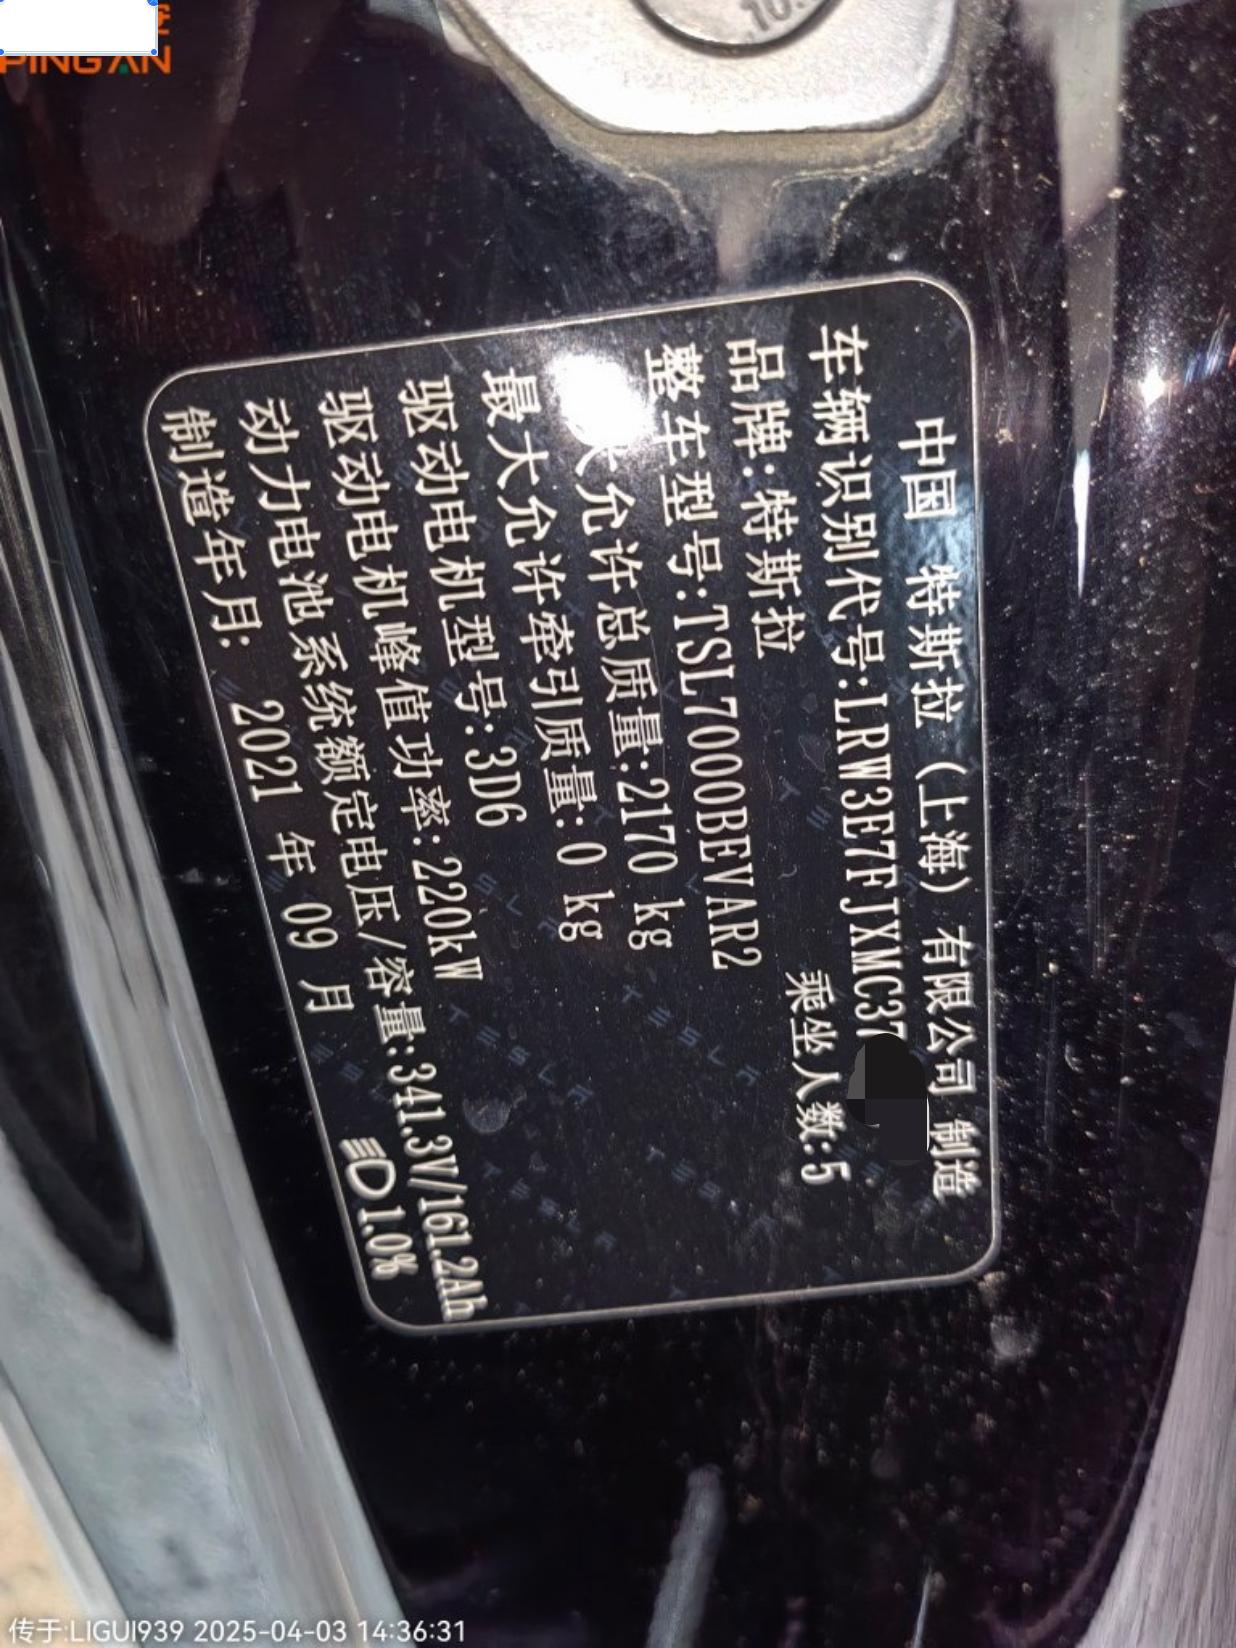 PING AN
10.
中国 特斯拉（上海）有限公司 制造
车辆识别代号:LRW3E7FJXMC37
品牌:特斯拉 乘坐人数:5
整车型号:TSL7000BEVAR2
允许总质量:2170 kg
最大允许牵引质量:0 kg
驱动电机型号:3D6
驱动电机峰值功率:220kW
动力电池系统额定电压/容量:341.3V/161.2Ah
制造年月: 2021 年 09 月 1.0%
传于:LIGUI939 2025-04-03 14:36:31